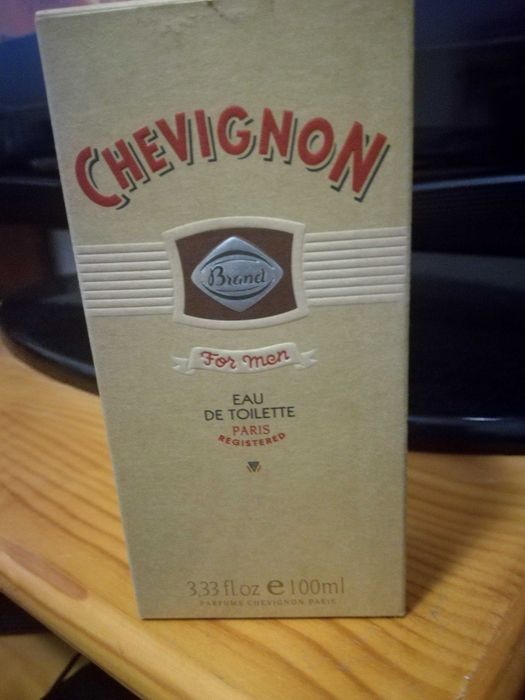 CHEVIGNON
Brand
For men
EAU
DE TOILETTE
PARIS
REGISTERED
3,33 fl.oz e 100ml
PARFUMS CHEVIGNON PARIS